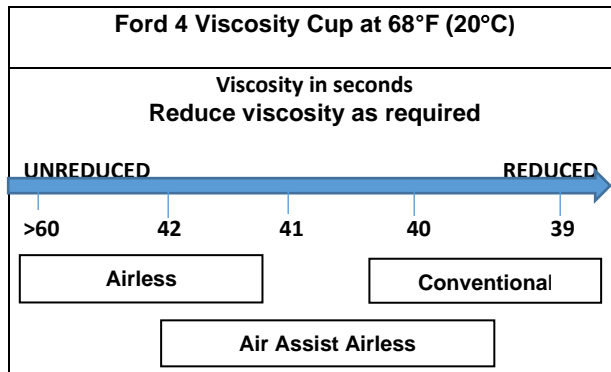 Ford 4 Viscosity Cup at 68°F (20°C)
Viscosity in seconds
Reduce viscosity as required
UNREDUCED REDUCED
>60 42 41 40 39
Airless Conventional
Air Assist Airless